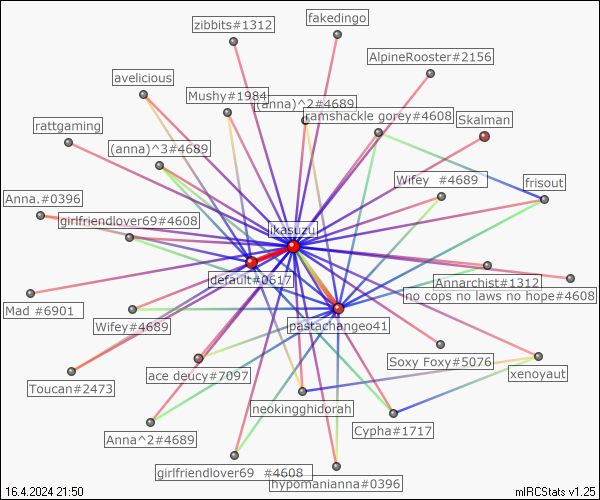 fakedingo
zibbits#1312
AlpineRooster#2156
avelicious
Mushy#1984
(anna)^2#4689
ramshackle gorey#4608
Skalman
rattgaming
(anna)^3#4689
Wifey #4689
frisout
Anna.#0396
girlfriendlover69#4608
ikasuzu
default#0617
Annarchist#1312
no cops no laws no hope#4608
Mad #6901
Wifey#4689
pastachangeo41
Soxy Foxy#5076
xenoyaut
ace deucy#7097
Toucan#2473
neokingghidorah
Cypha#1717
Anna^2#4689
girlfriendlover69 #4608
hypomanianna#0396
16.4.2024 21:50
mIRCStats v1.25